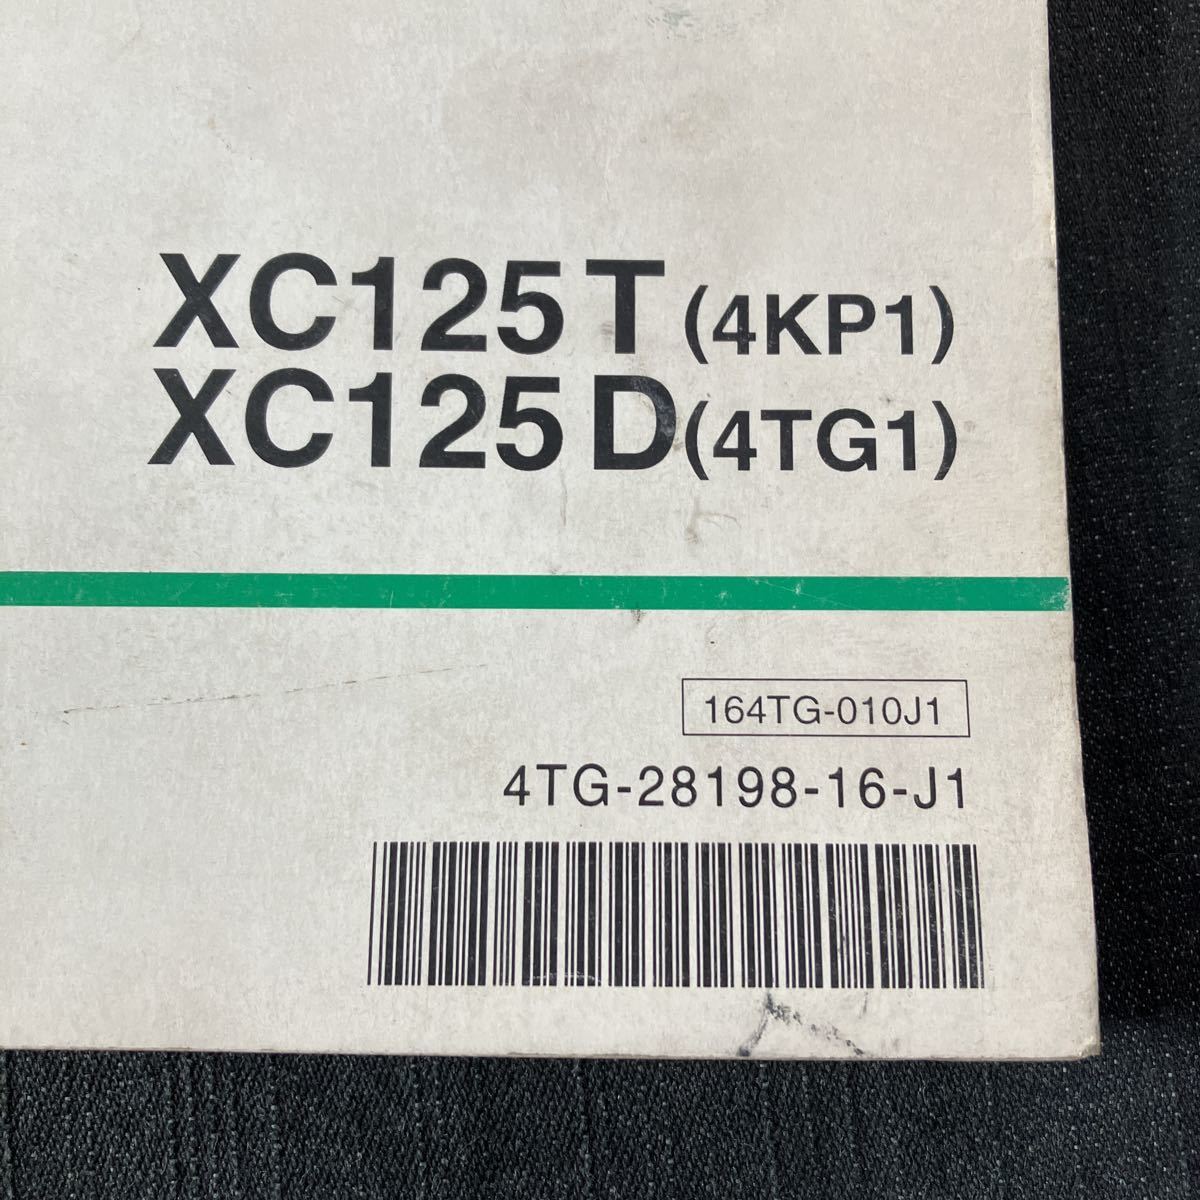 XC125T (4KP1)
XC125D (4TG1)
164TG-010J1
4TG-28198-16-J1